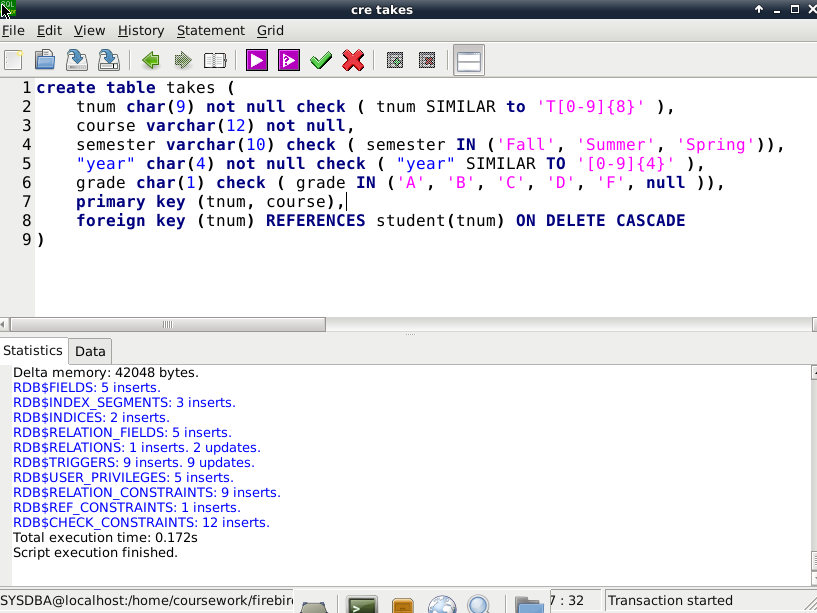 cre takes
File Edit View History Statement Grid
1 create table takes (
2 tnum char(9) not null check ( tnum SIMILAR to 'T[0-9]{8}' ),
3 course varchar(12) not null,
4 semester varchar(10) check ( semester IN ('Fall', 'Summer', 'Spring')),
5 "year" char(4) not null check ( "year" SIMILAR TO '[0-9]{4}' ),
6 grade char(1) check ( grade IN ('A', 'B', 'C', 'D', 'F', null )),
7 primary key (tnum, course),
8 foreign key (tnum) REFERENCES student(tnum) ON DELETE CASCADE
9 )
Statistics Data
Delta memory: 42048 bytes.
RDB$FIELDS: 5 inserts.
RDB$INDEX_SEGMENTS: 3 inserts.
RDB$INDICES: 2 inserts.
RDB$RELATION_FIELDS: 5 inserts.
RDB$RELATIONS: 1 inserts. 2 updates.
RDB$TRIGGERS: 9 inserts. 9 updates.
RDB$USER_PRIVILEGES: 5 inserts.
RDB$RELATION_CONSTRAINTS: 9 inserts.
RDB$REF_CONSTRAINTS: 1 inserts.
RDB$CHECK_CONSTRAINTS: 12 inserts.
Total execution time: 0.172s
Script execution finished.
SYSDBA@localhost:/home/coursework/firebir 7 : 32 Transaction started